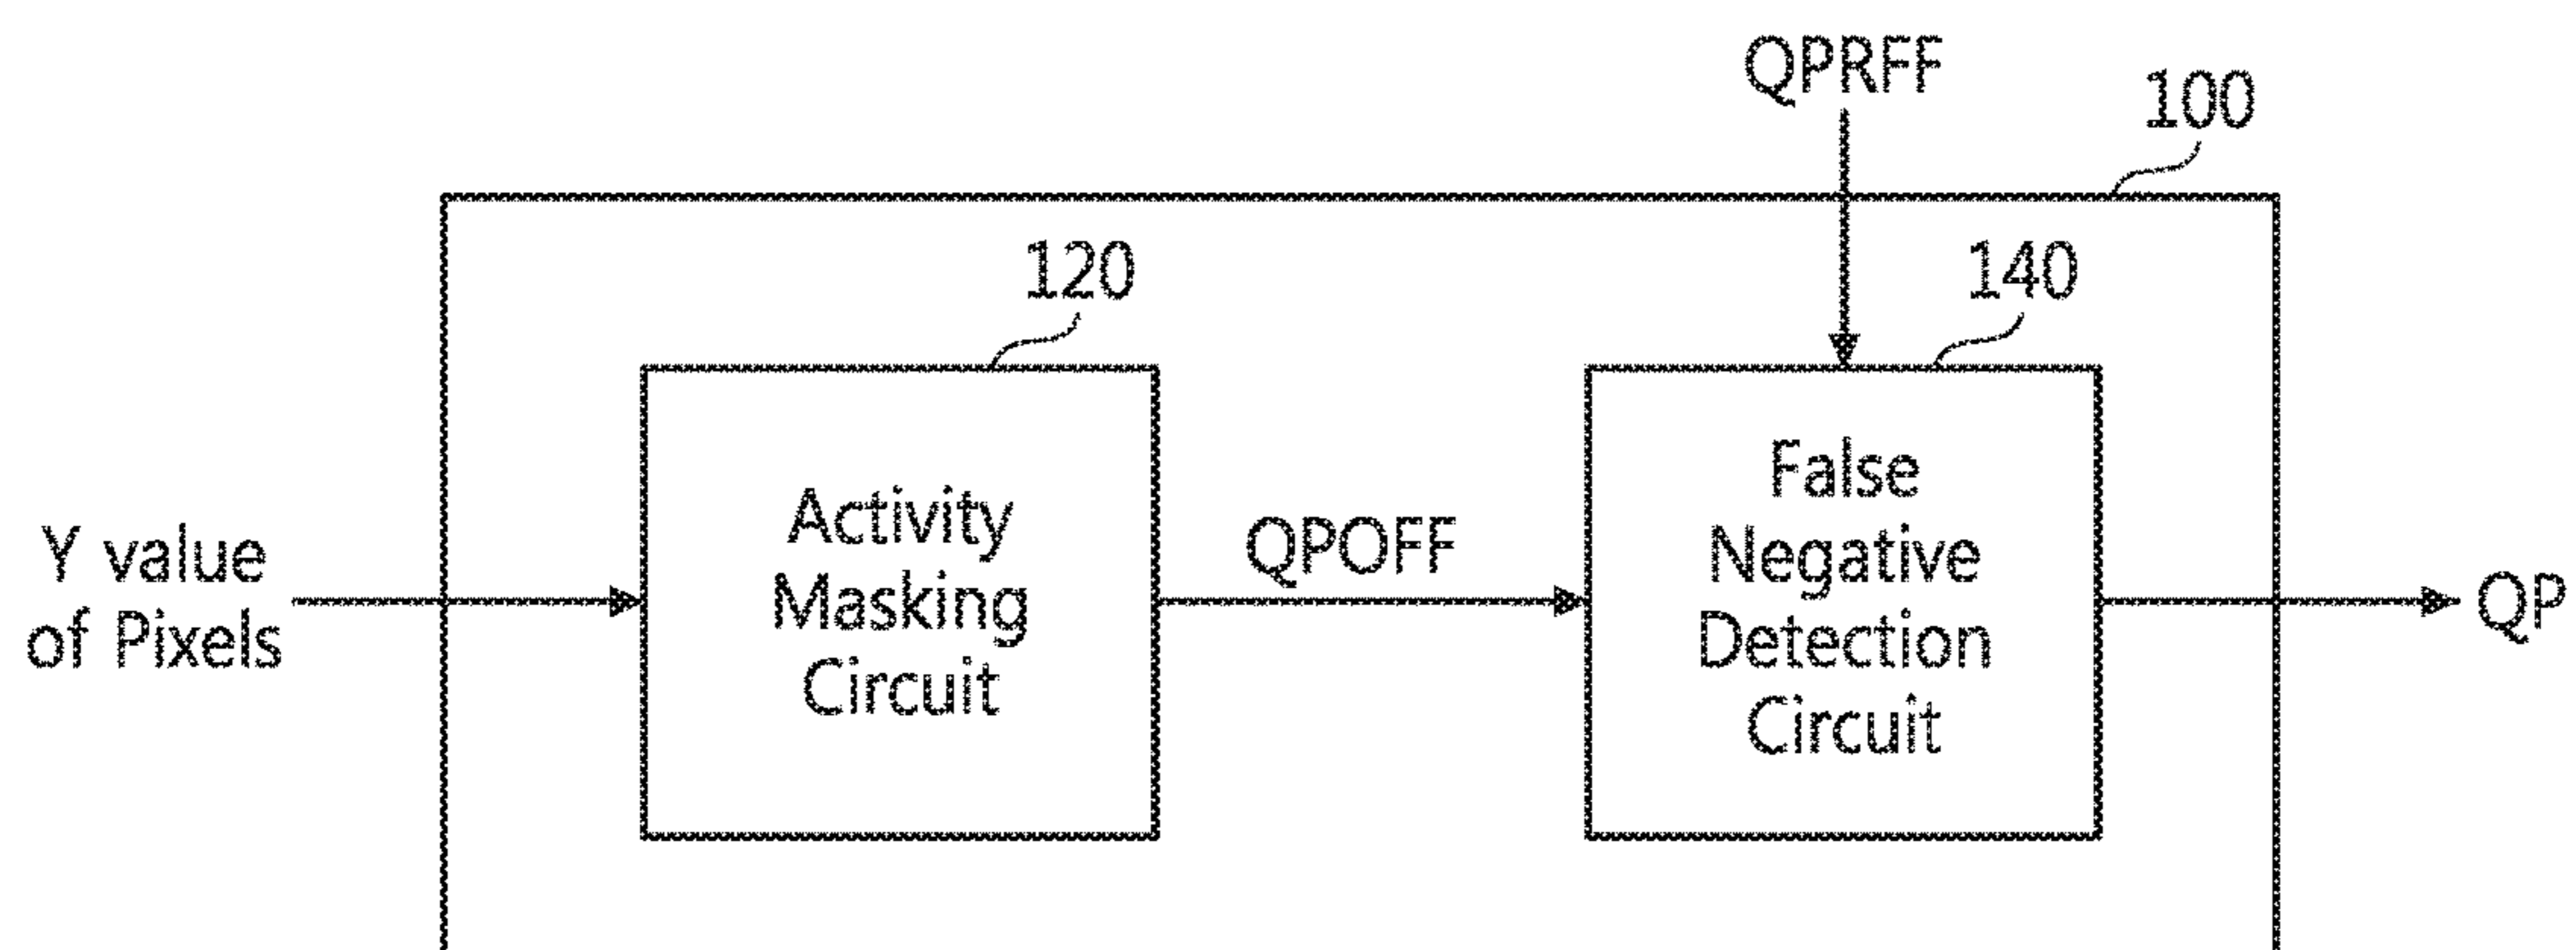 QPRFF
100
120
140
Y value
of Pixels
Activity
Masking
Circuit
QPOFF
False
Negative
Detection
Circuit
QP